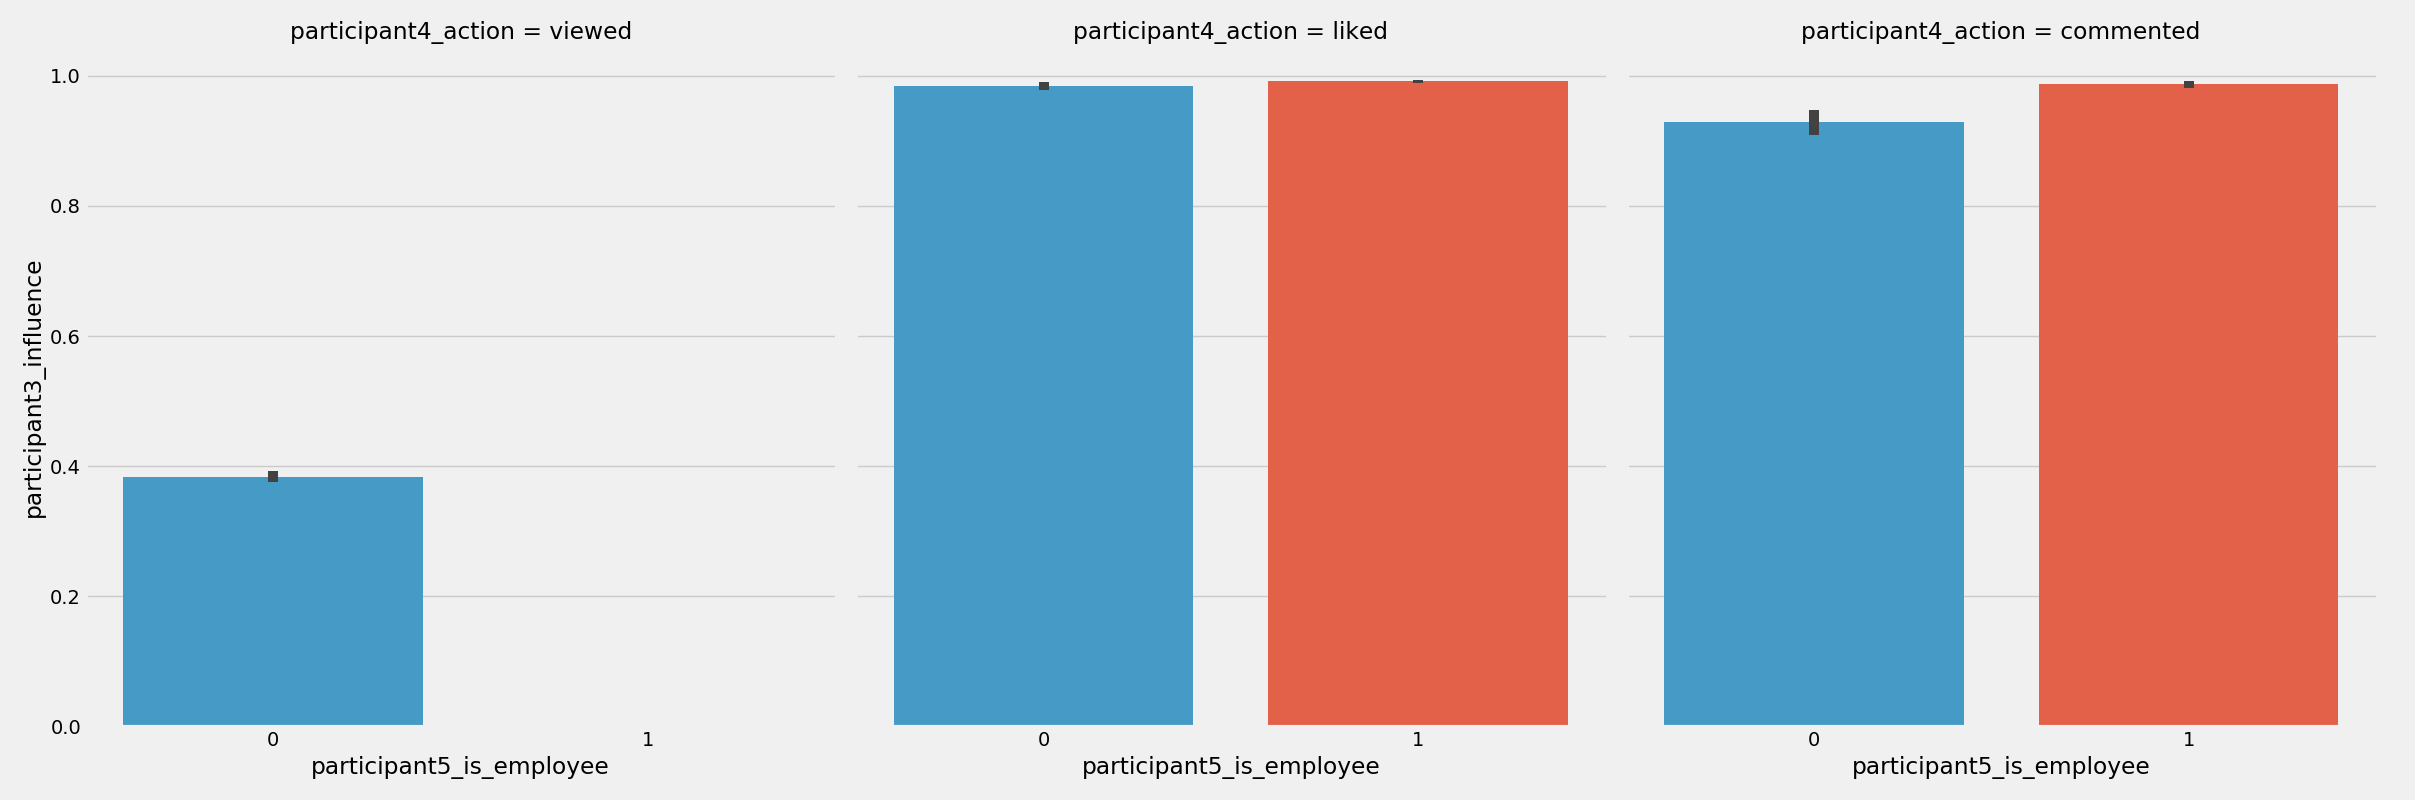 participant4_action = viewed
participant4_action = liked
participant4_action = commented
participant3_influence
1.0
0.8
0.6
0.4
0.2
0.0
0
1
0
1
0
1
participant5_is_employee
participant5_is_employee
participant5_is_employee